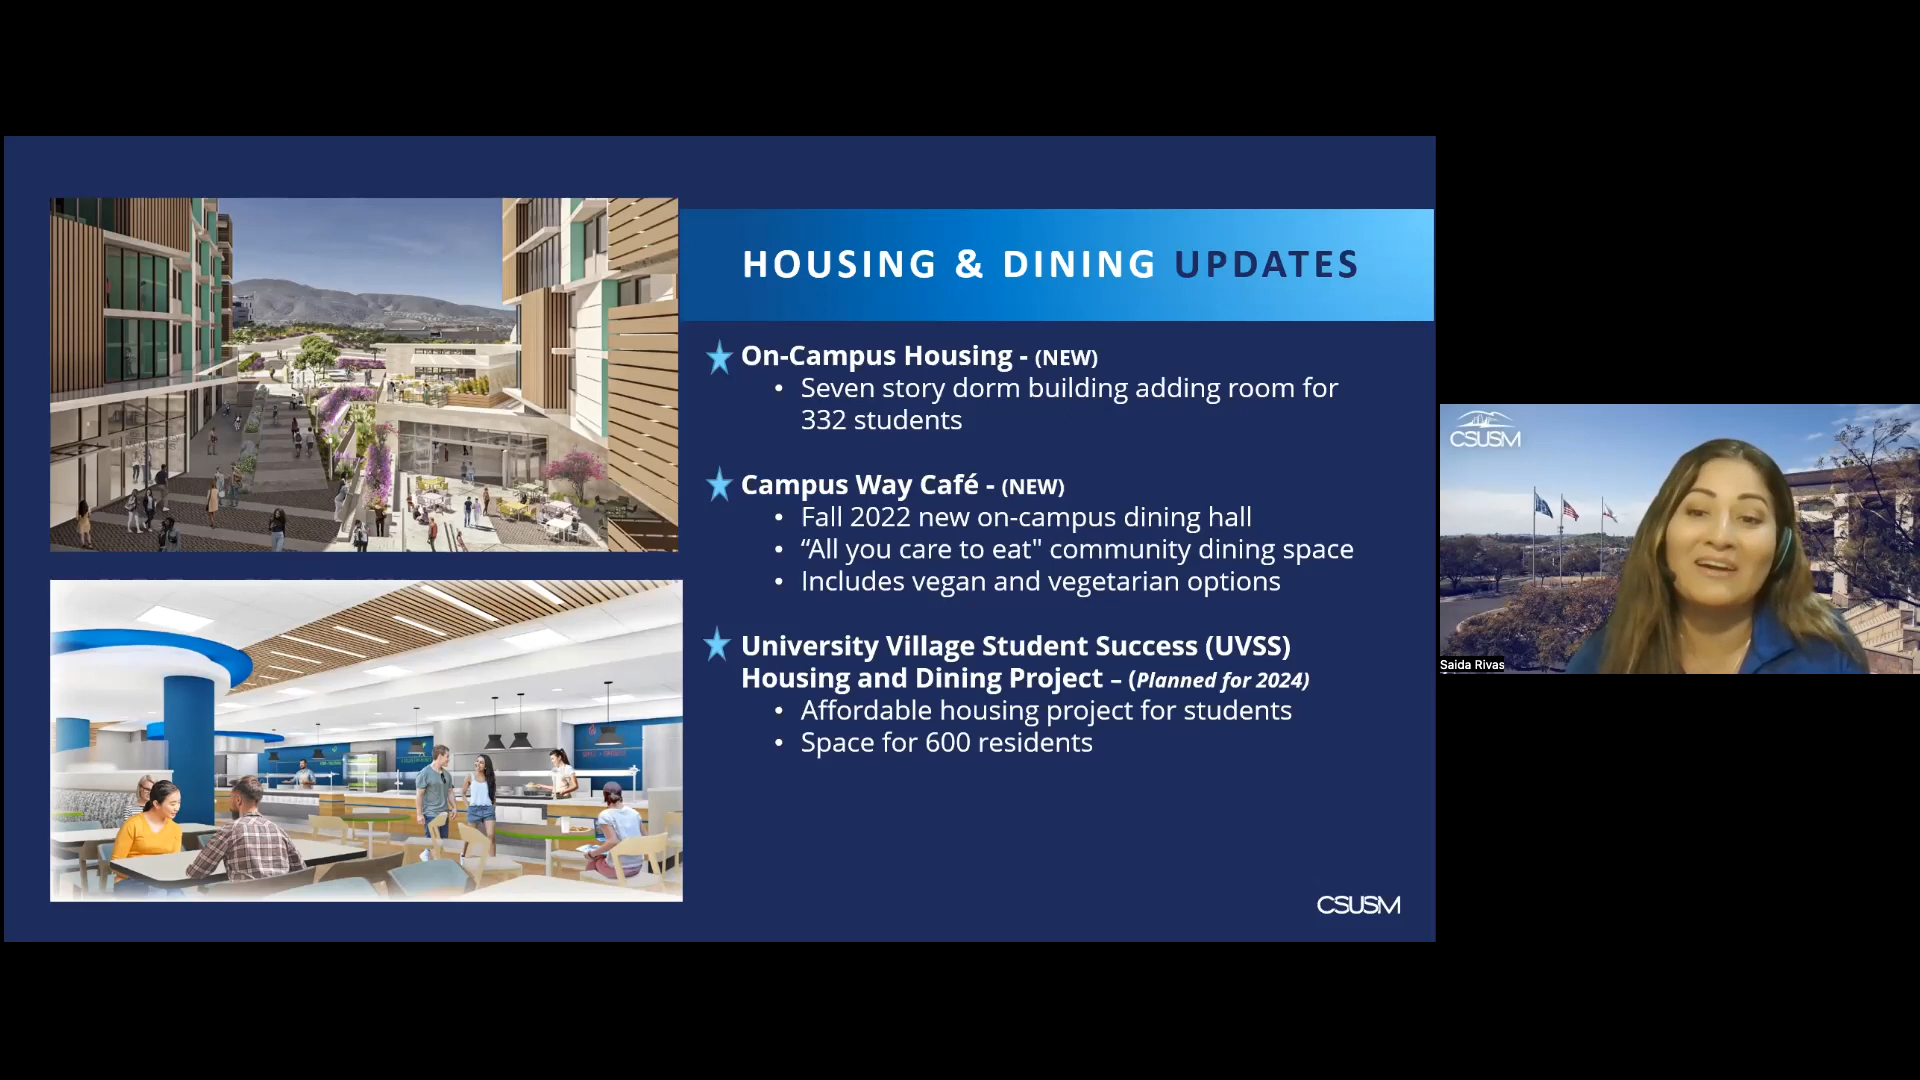 HOUSING & DINING UPDATES
On-Campus Housing - (NEW)
• Seven story dorm building adding room for
332 students
Campus Way Café - (NEW)
• Fall 2022 new on-campus dining hall
• “All you care to eat" community dining space
• Includes vegan and vegetarian options
University Village Student Success (UVSS)
Housing and Dining Project – (Planned for 2024)
• Affordable housing project for students
• Space for 600 residents
CSUSM
CSUSM
Saida Rivas